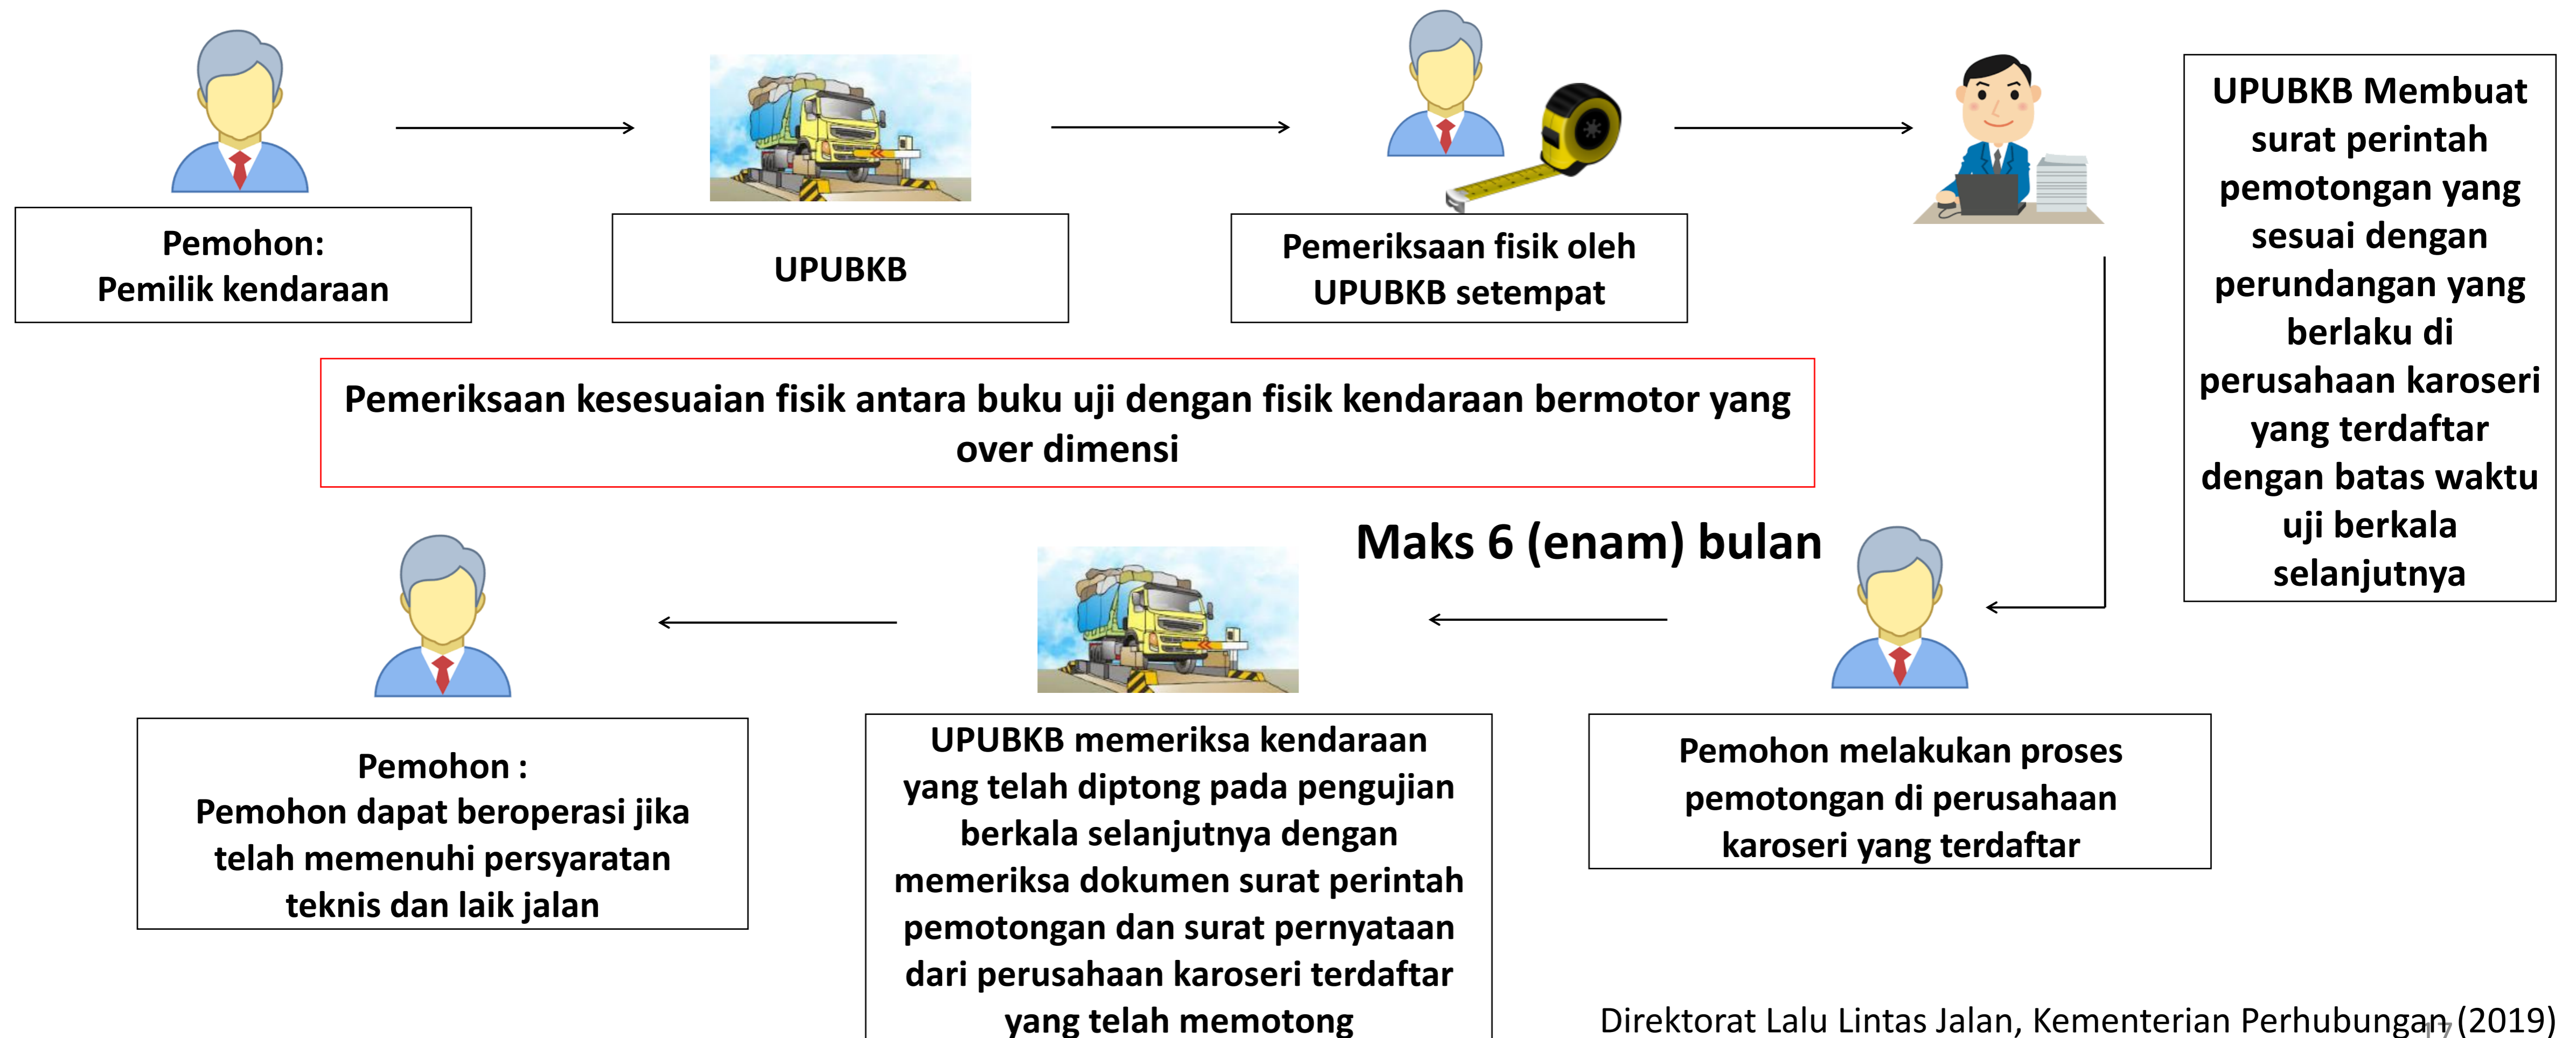 Pemohon:
Pemilik kendaraan
UPUBKB
Pemeriksaan fisik oleh
UPUBKB setempat
UPUBKB Membuat
surat perintah
pemotongan yang
sesuai dengan
perundangan yang
berlaku di
perusahaan karoseri
yang terdaftar
dengan batas waktu
uji berkala
selanjutnya
Pemeriksaan kesesuaian fisik antara buku uji dengan fisik kendaraan bermotor yang
over dimensi
Maks 6 (enam) bulan
Pemohon :
Pemohon dapat beroperasi jika
telah memenuhi persyaratan
teknis dan laik jalan
UPUBKB memeriksa kendaraan
yang telah diptong pada pengujian
berkala selanjutnya dengan
memeriksa dokumen surat perintah
pemotongan dan surat pernyataan
dari perusahaan karoseri terdaftar
yang telah memotong
Pemohon melakukan proses
pemotongan di perusahaan
karoseri yang terdaftar
Direktorat Lalu Lintas Jalan, Kementerian Perhubungan (2019)
17